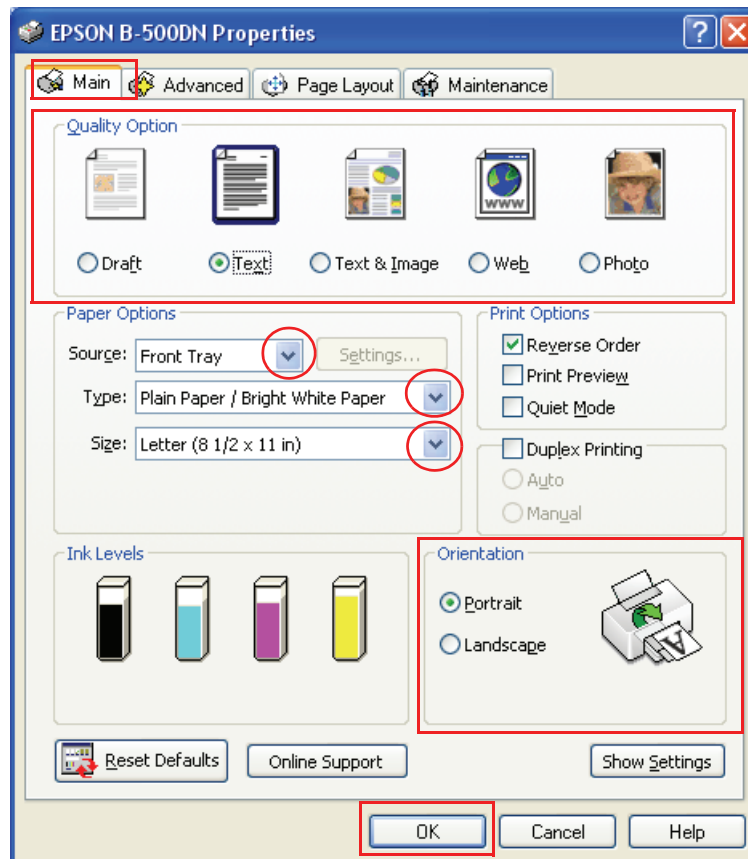 EPSON B-500DN Properties
Main
Advanced
Page Layout
Maintenance
Quality Option
WWW
Draft
Text
Text & Image
Web
Photo
Paper Options
Source: Front Tray
Settings...
Type: Plain Paper / Bright White Paper
Size: Letter (8 1/2 x 11 in)
Print Options
Reverse Order
Print Preview
Quiet Mode
Duplex Printing
Auto
Manual
Ink Levels
Orientation
Portrait
Landscape
A
Reset Defaults
Online Support
Show Settings
OK
Cancel
Help